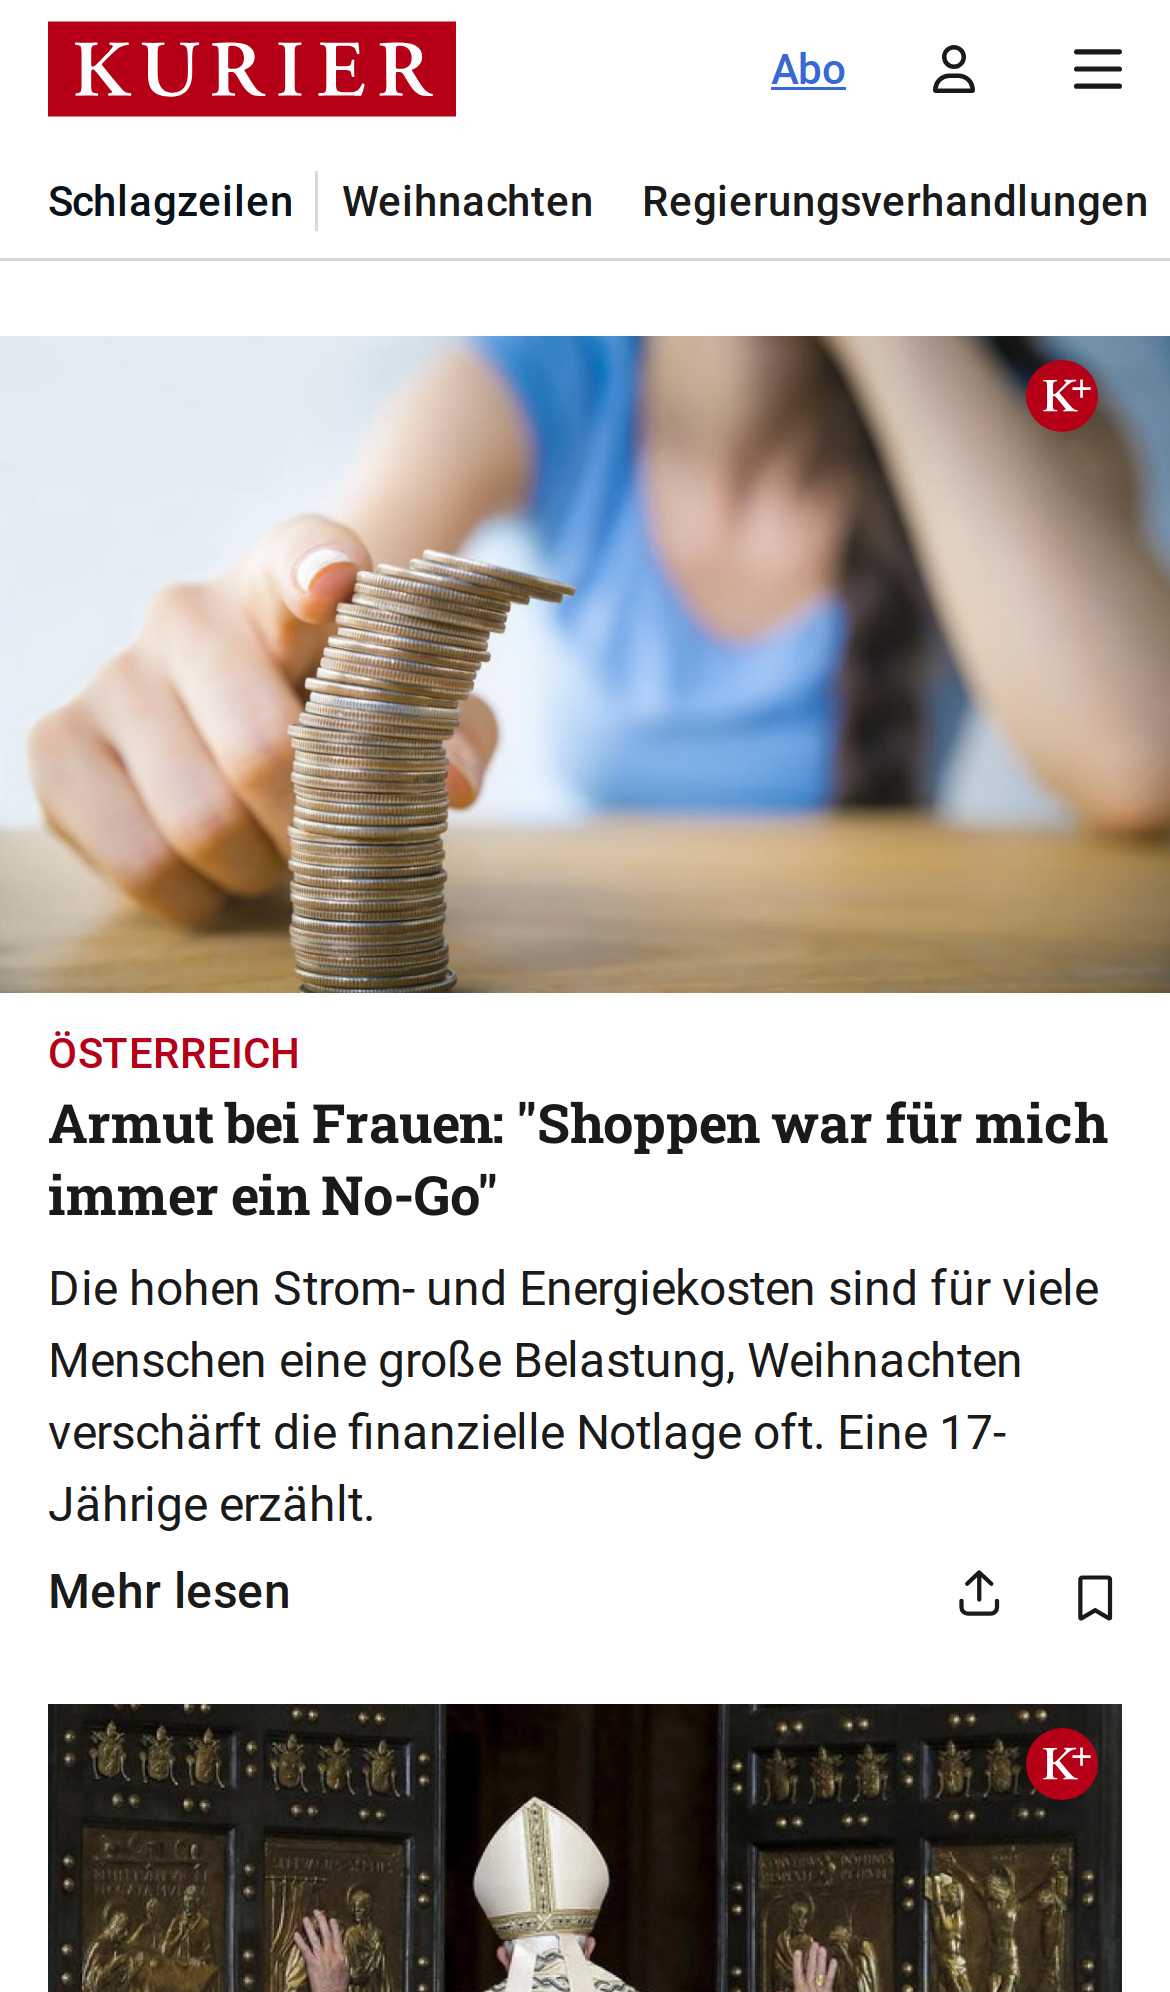 KURIER
Abo
Schlagzeilen
Weihnachten
Regierungsverhandlungen
K+
ÖSTERREICH
Armut bei Frauen: "Shoppen war für mich
immer ein No-Go"
Die hohen Strom- und Energiekosten sind für viele
Menschen eine große Belastung, Weihnachten
verschärft die finanzielle Notlage oft. Eine 17-
Jährige erzählt.
Mehr lesen
K+